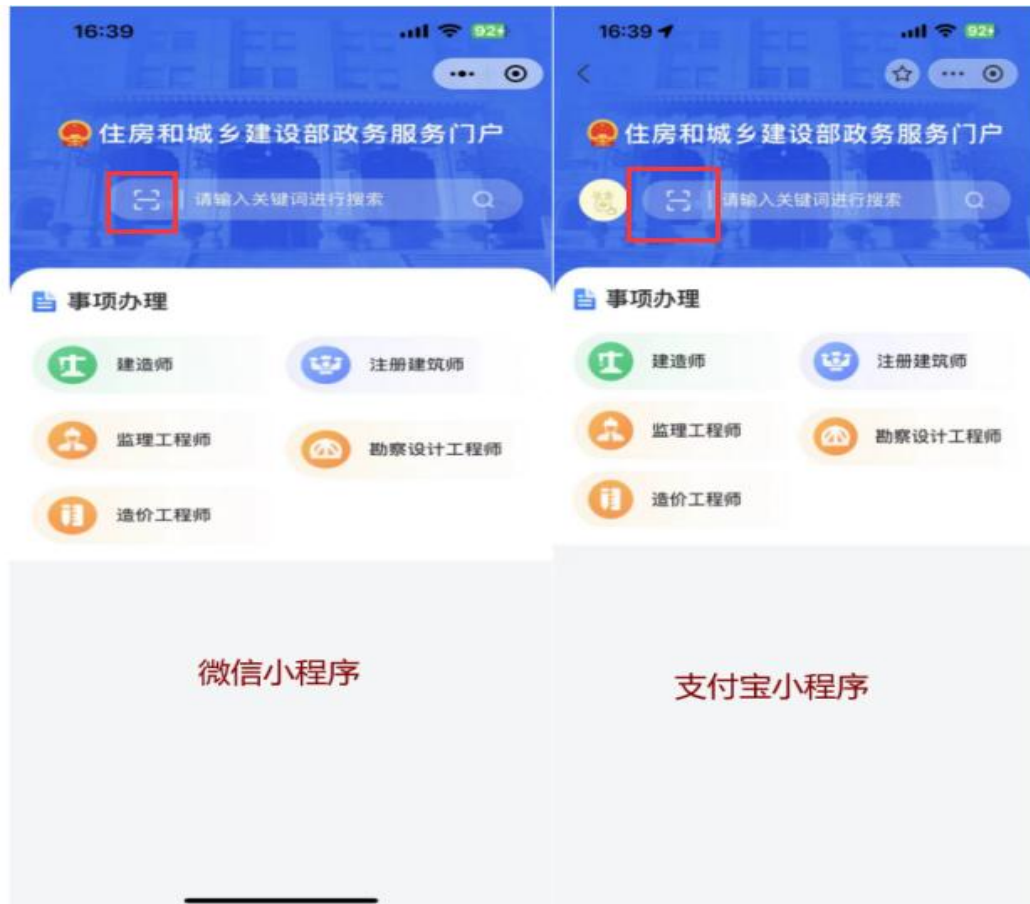 16:39
92
住房和城乡建设部政务服务门户
请输入关键词进行搜索
事项办理
建造师
注册建筑师
监理工程师
勘察设计工程师
造价工程师
微信小程序
16:39
92
住房和城乡建设部政务服务门户
请输入关键词进行搜索
事项办理
建造师
注册建筑师
监理工程师
勘察设计工程师
造价工程师
支付宝小程序